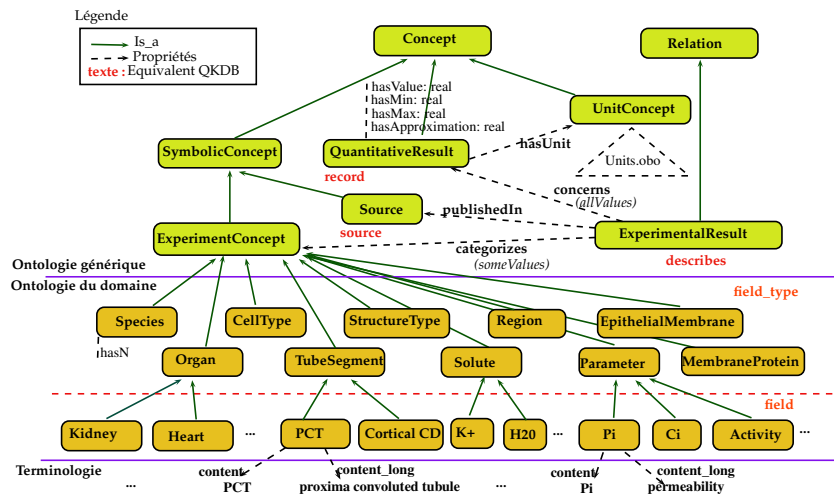 Légende
Is_a
Propriétés
texte : Equivalent QKDB
Concept
Relation
hasValue: real
hasMin: real
hasMax: real
hasApproximation: real
UnitConcept
SymbolicConcept
QuantitativeResult
hasUnit
Units.obo
record
concerns
(allValues)
Source
publishedIn
source
ExperimentConcept
ExperimentalResult
categorizes
(someValues)
describes
Ontologie générique
Ontologie du domaine
field_type
Species
CellType
StructureType
Region
EpithelialMembrane
hasN
Organ
TubeSegment
Solute
Parameter
MembraneProtein
field
Kidney
Heart
...
PCT
Cortical CD
K+
H20
...
Pi
Ci
Activity
...
Terminologie
content
content_long
content
content_long
...
PCT
proxima convoluted tubule
...
Pi
permeability